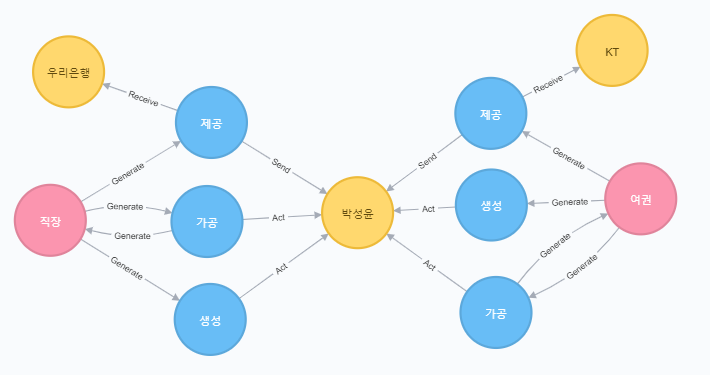 KT
우리은행
Receive
Receive
제공
제공
Generate
Send
Send
Generate
직장
Generate
가공
Act
박성윤
Act
생성
Generate
여권
Generate
Generate
Act
Act
Generate
Generate
생성
가공